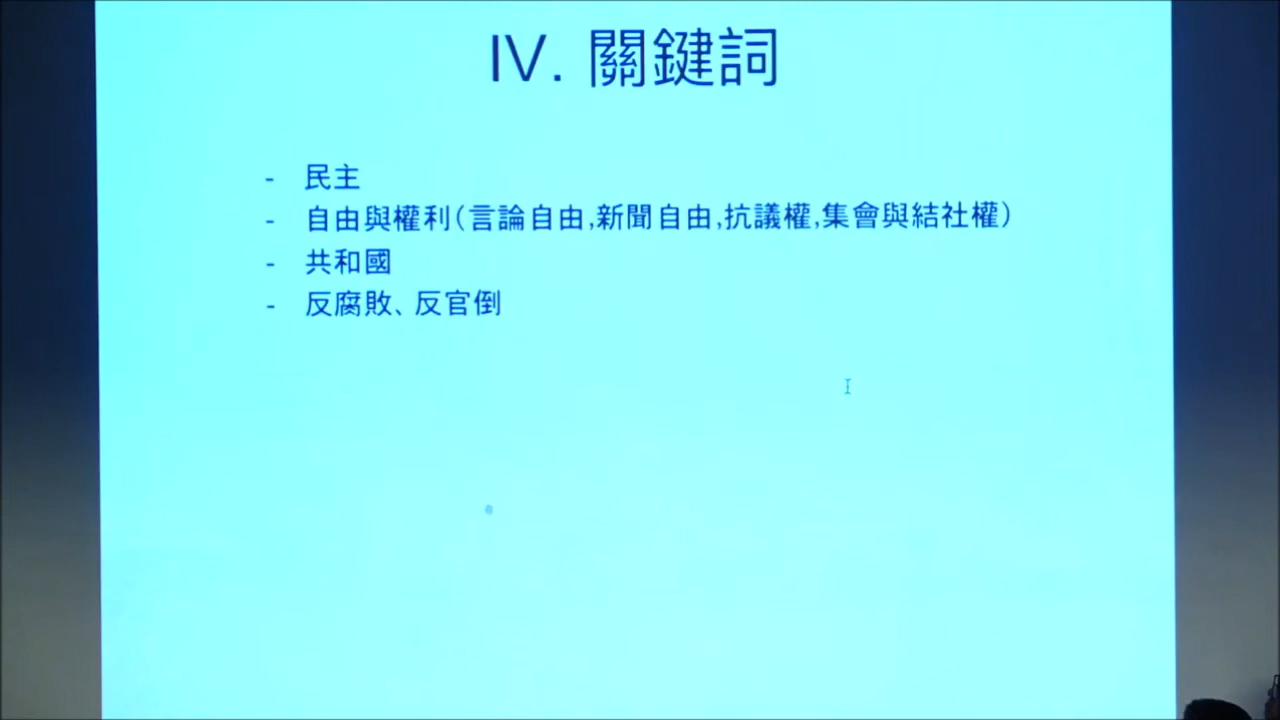 IV. 關鍵詞
- 民主
- 自由與權利(言論自由,新聞自由,抗議權,集會與結社權)
- 共和國
- 反腐敗、反官倒